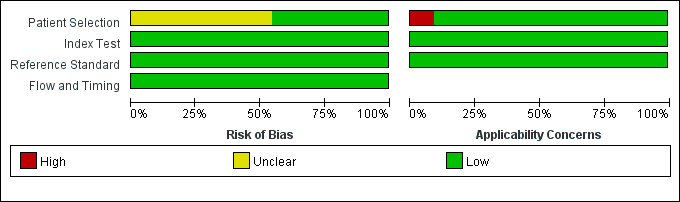 Patient Selection
Index Test
Reference Standard
Flow and Timing
0% 25% 50% 75% 100% 0% 25% 50% 75% 100%
Risk of Bias Applicability Concerns
High Unclear Low